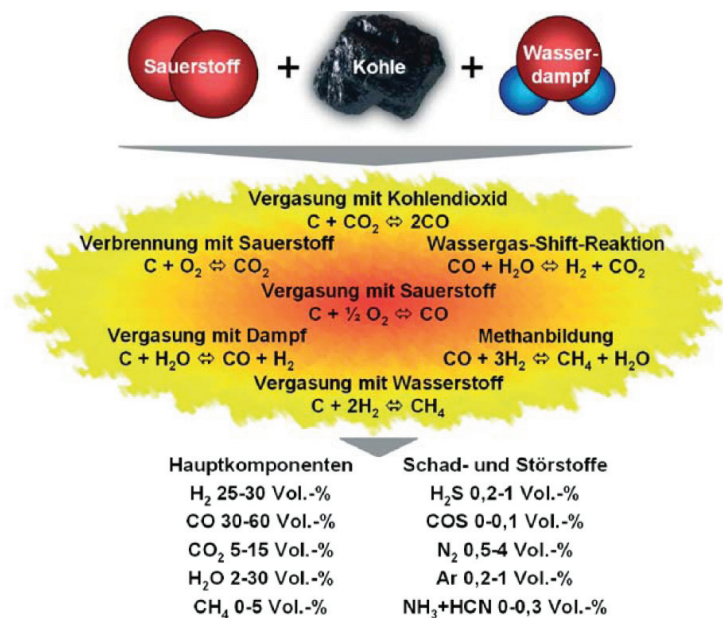 Sauerstoff + Kohle + Wasser-
dampf
Vergasung mit Kohlendioxid
C + CO₂ ⇔ 2CO
Verbrennung mit Sauerstoff
C + O₂ ⇔ CO₂
Wassergas-Shift-Reaktion
CO + H₂O ⇔ H₂ + CO₂
Vergasung mit Sauerstoff
C + ½ O₂ ⇔ CO
Vergasung mit Dampf
C + H₂O ⇔ CO + H₂
Methanbildung
CO + 3H₂ ⇔ CH₄ + H₂O
Vergasung mit Wasserstoff
C + 2H₂ ⇔ CH₄
Hauptkomponenten
H₂ 25-30 Vol.-%
CO 30-60 Vol.-%
CO₂ 5-15 Vol.-%
H₂O 2-30 Vol.-%
CH₄ 0-5 Vol.-%
Schad- und Störstoffe
H₂S 0,2-1 Vol.-%
COS 0-0,1 Vol.-%
N₂ 0,5-4 Vol.-%
Ar 0,2-1 Vol.-%
NH₃+HCN 0-0,3 Vol.-%